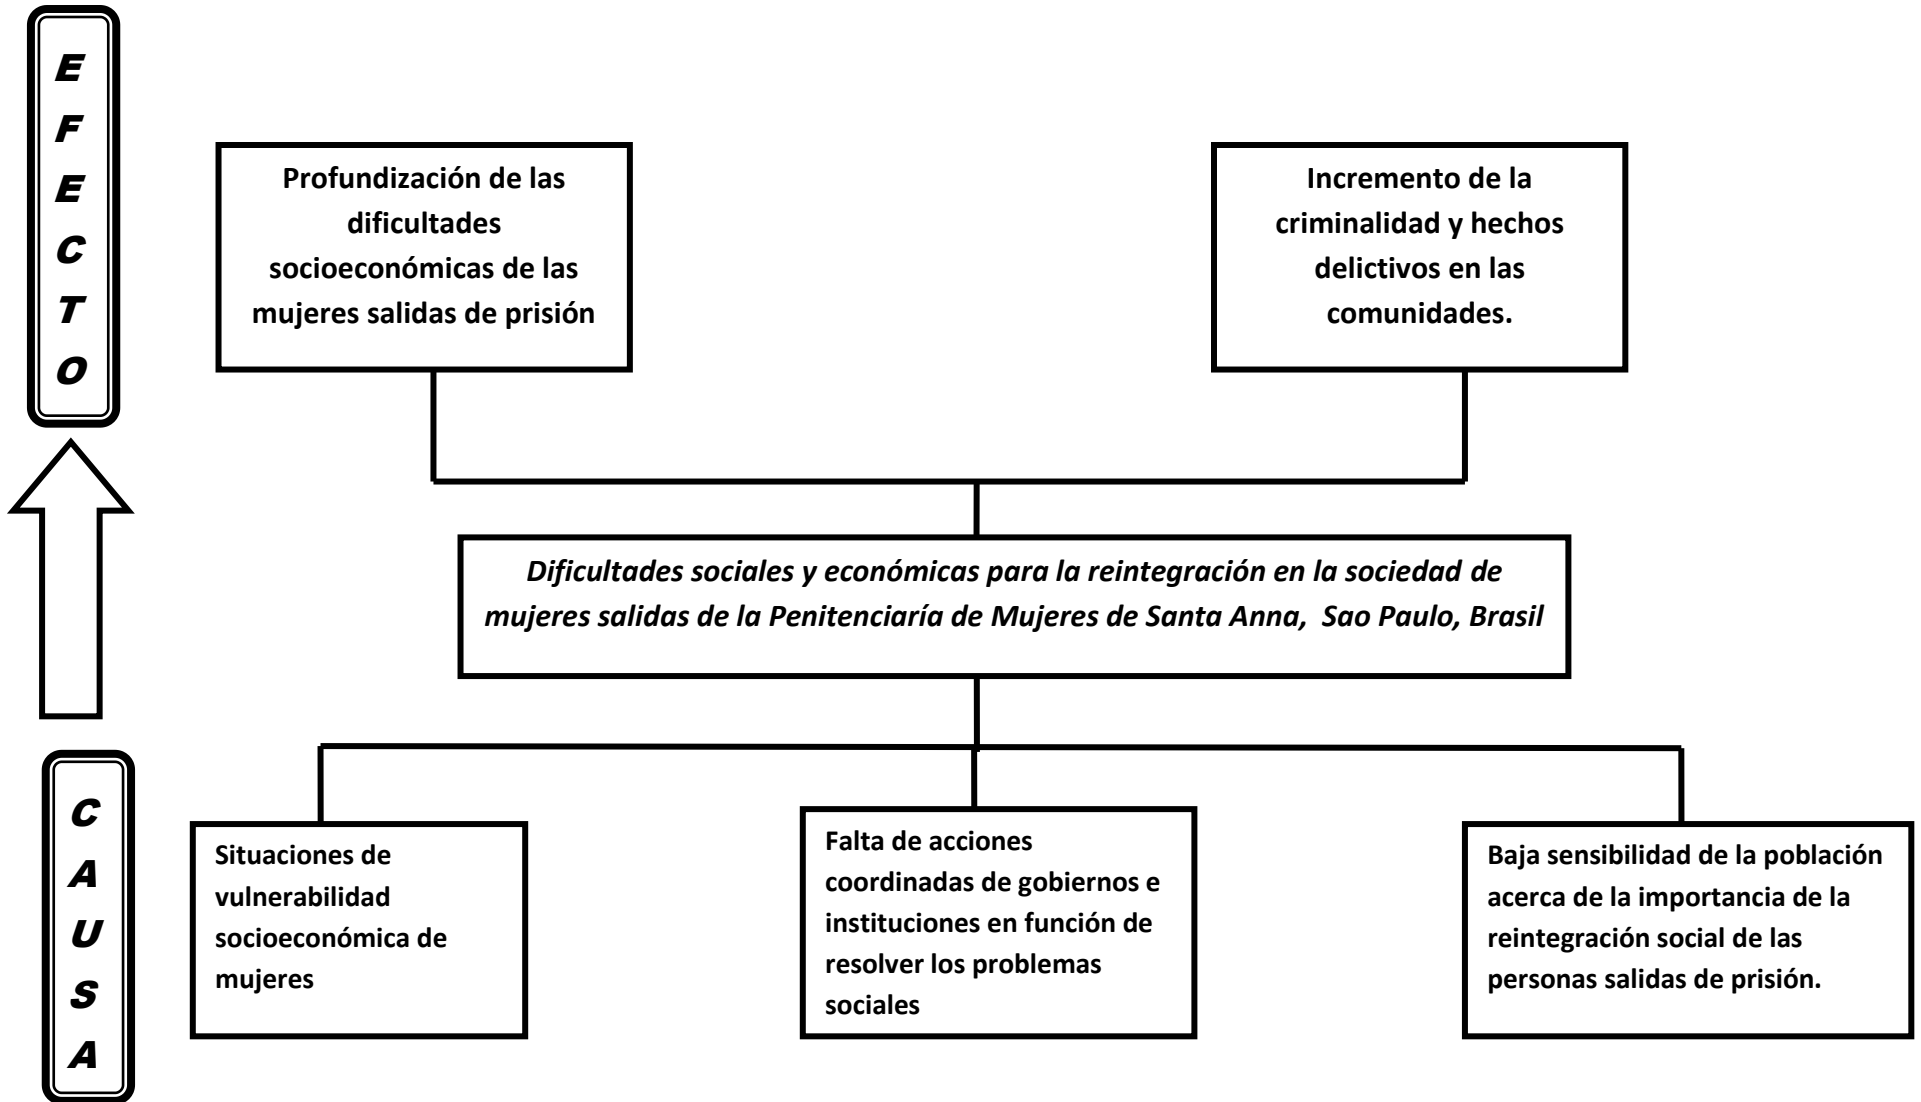 E
F
E
C
T
O
Profundización de las
dificultades
socioeconómicas de las
mujeres salidas de prisión
Incremento de la
criminalidad y hechos
delictivos en las
comunidades.
Dificultades sociales y económicas para la reintegración en la sociedad de
mujeres salidas de la Penitenciaría de Mujeres de Santa Anna,  Sao Paulo, Brasil
C
A
U
S
A
Situaciones de
vulnerabilidad
socioeconómica de
mujeres
Falta de acciones
coordinadas de gobiernos e
instituciones en función de
resolver los problemas
sociales
Baja sensibilidad de la población
acerca de la importancia de la
reintegración social de las
personas salidas de prisión.